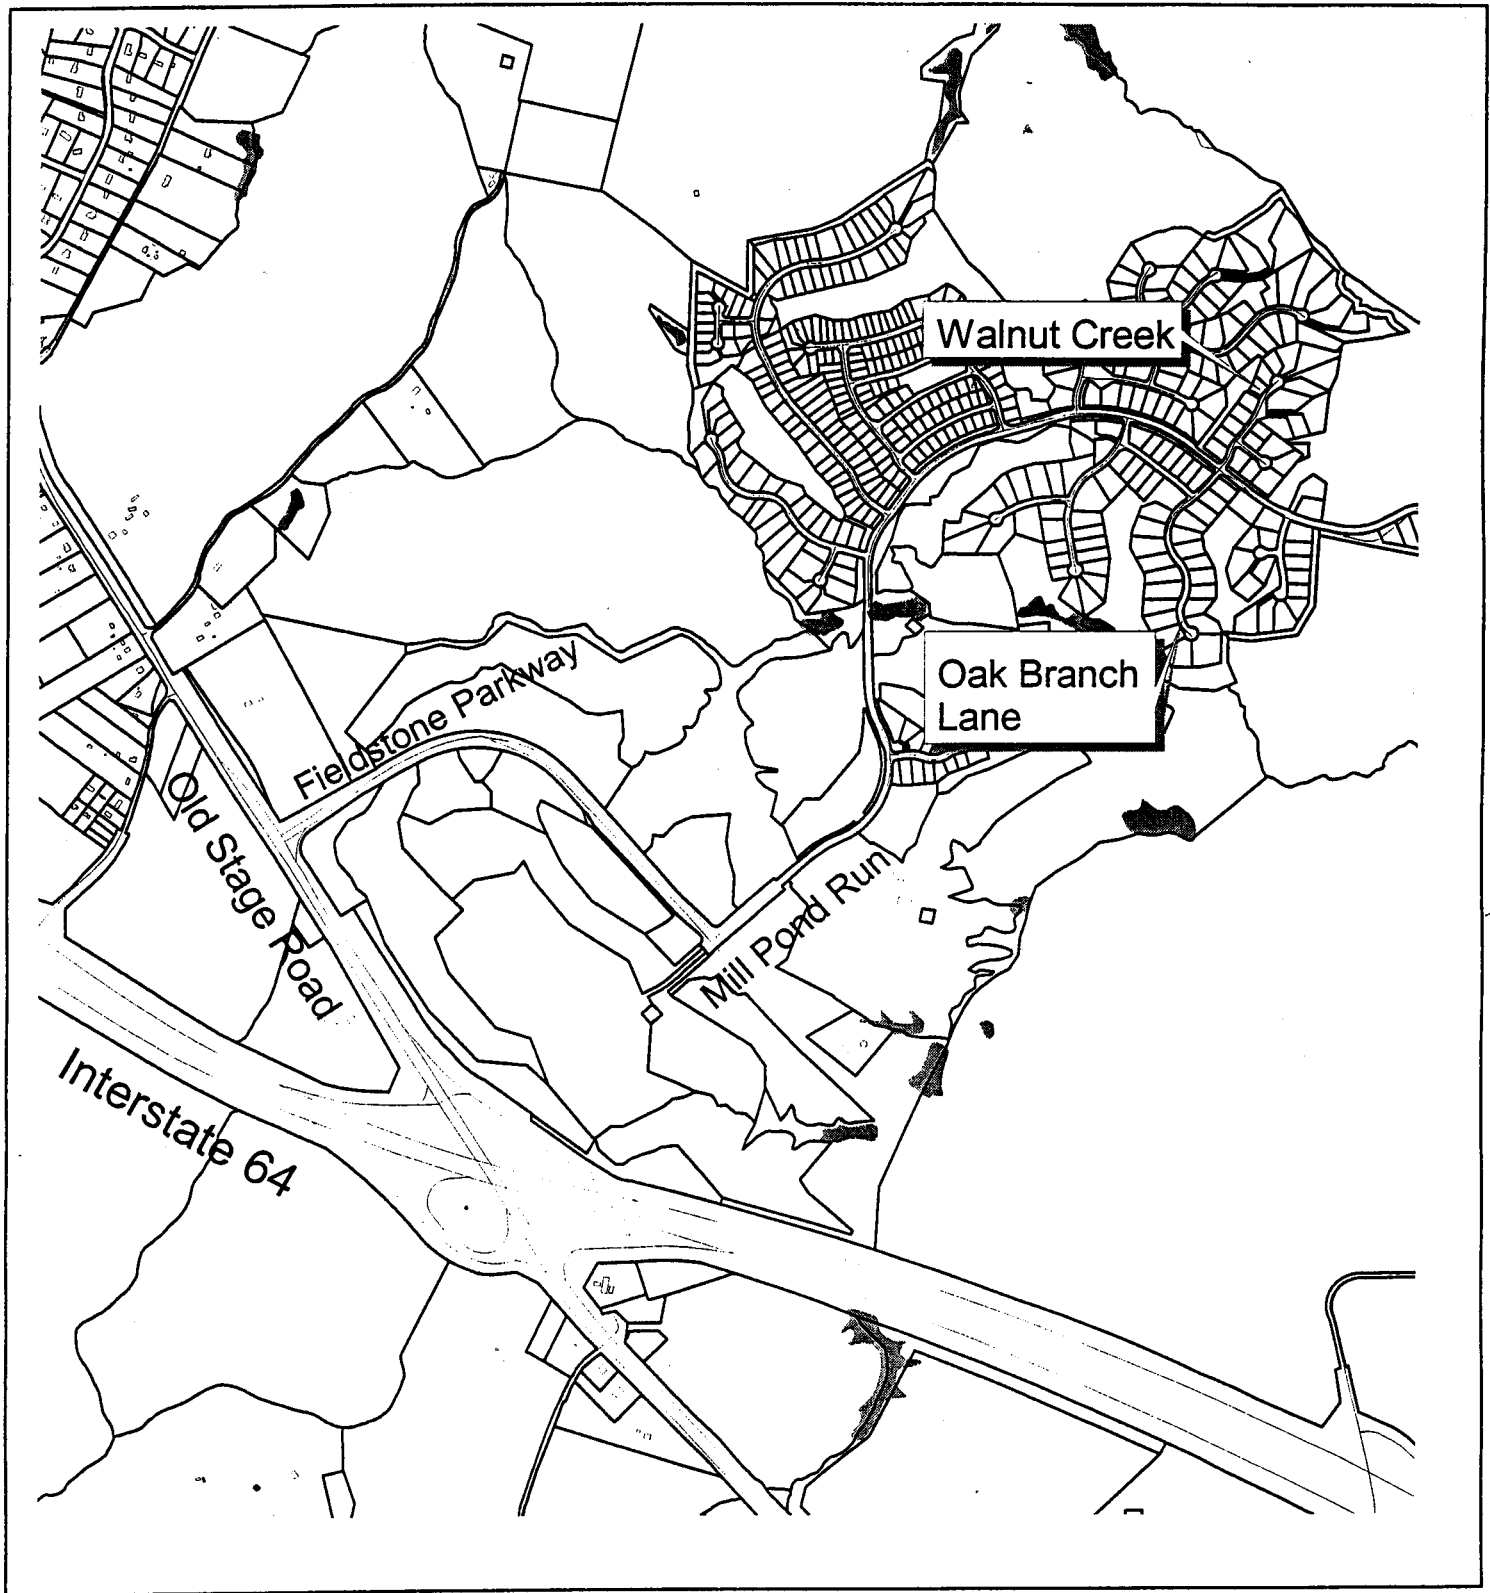 Walnut Creek
Oak Branch
Lane
Fieldstone Parkway
Old Stage Road
Mill Pond Run
Interstate 64